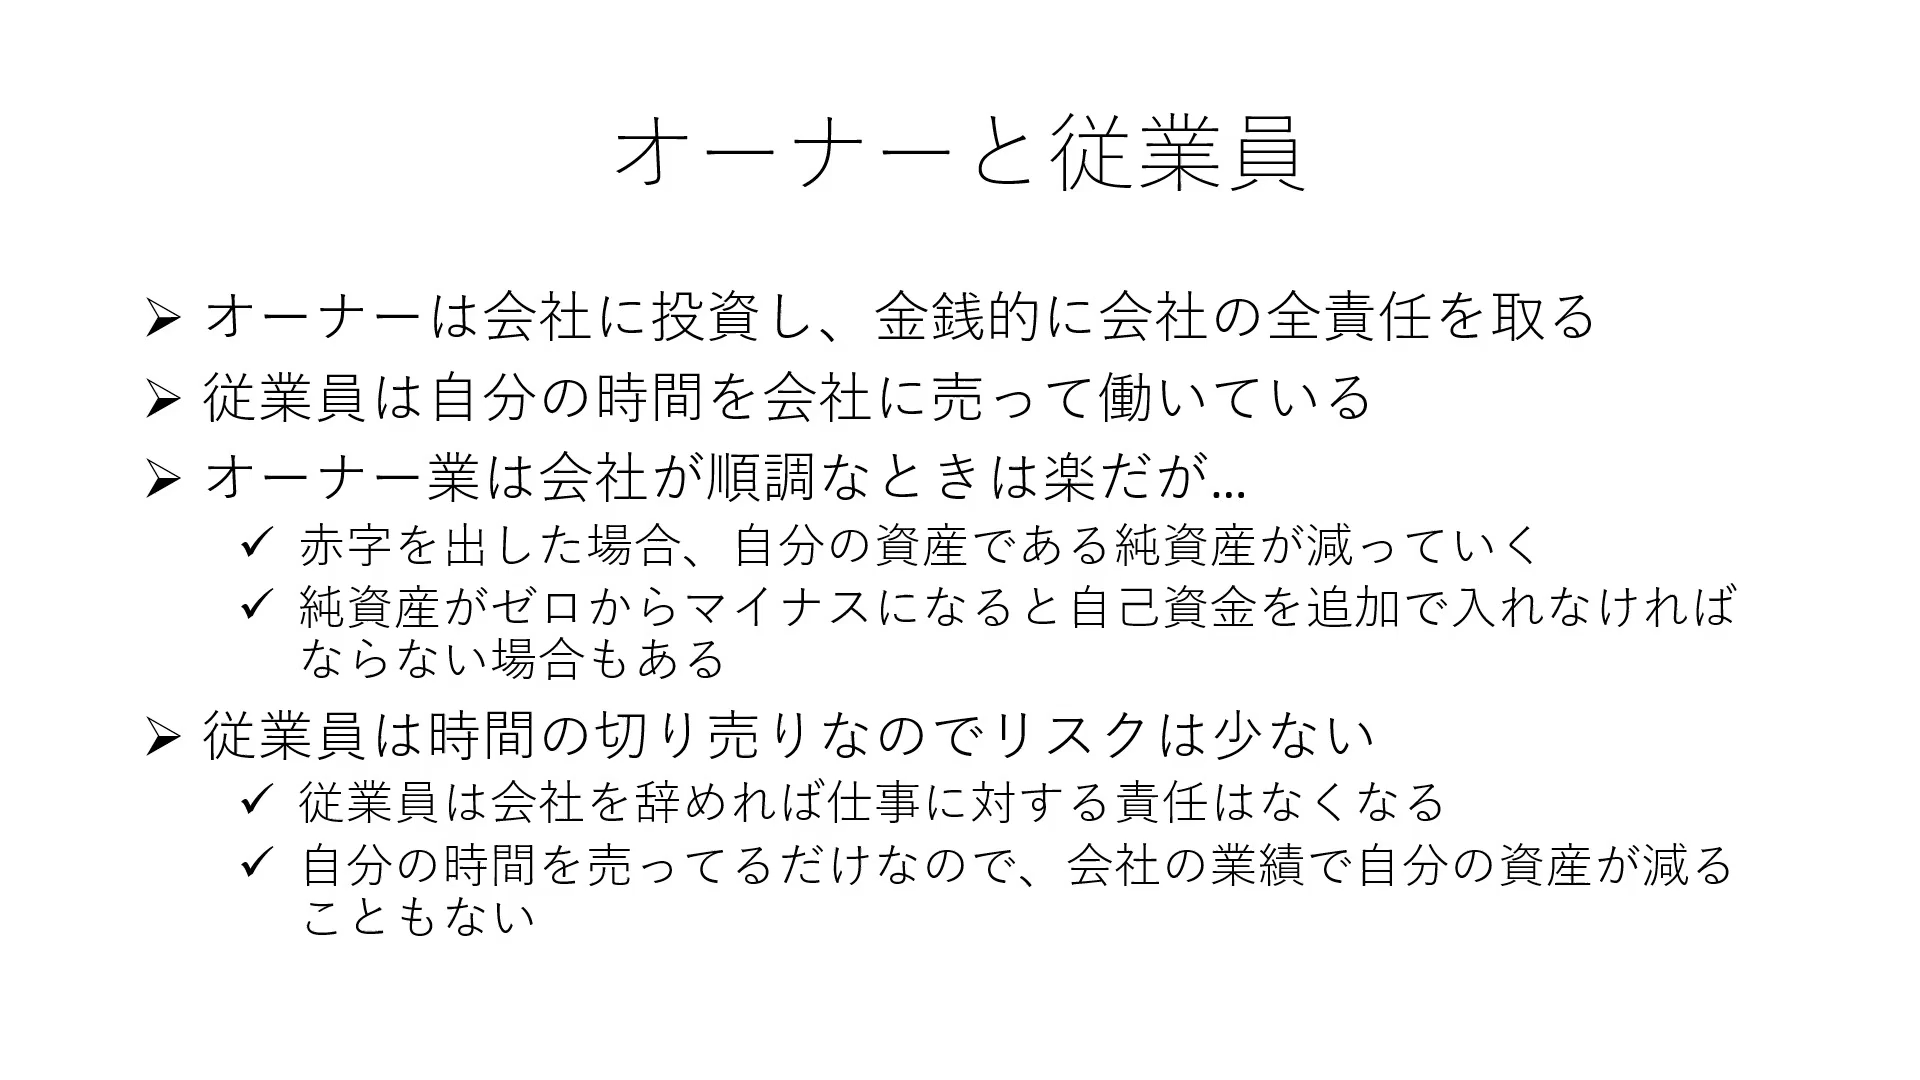 オーナーと従業員
➢ オーナーは会社に投資し、金銭的に会社の全責任を取る
➢ 従業員は自分の時間を会社に売って働いている
➢ オーナー業は会社が順調なときは楽だが…
✓ 赤字を出した場合、自分の資産である純資産が減っていく
✓ 純資産がゼロからマイナスになると自己資金を追加で入れなければ
ならない場合もある
➢ 従業員は時間の切り売りなのでリスクは少ない
✓ 従業員は会社を辞めれば仕事に対する責任はなくなる
✓ 自分の時間を売ってるだけなので、会社の業績で自分の資産が減る
こともない